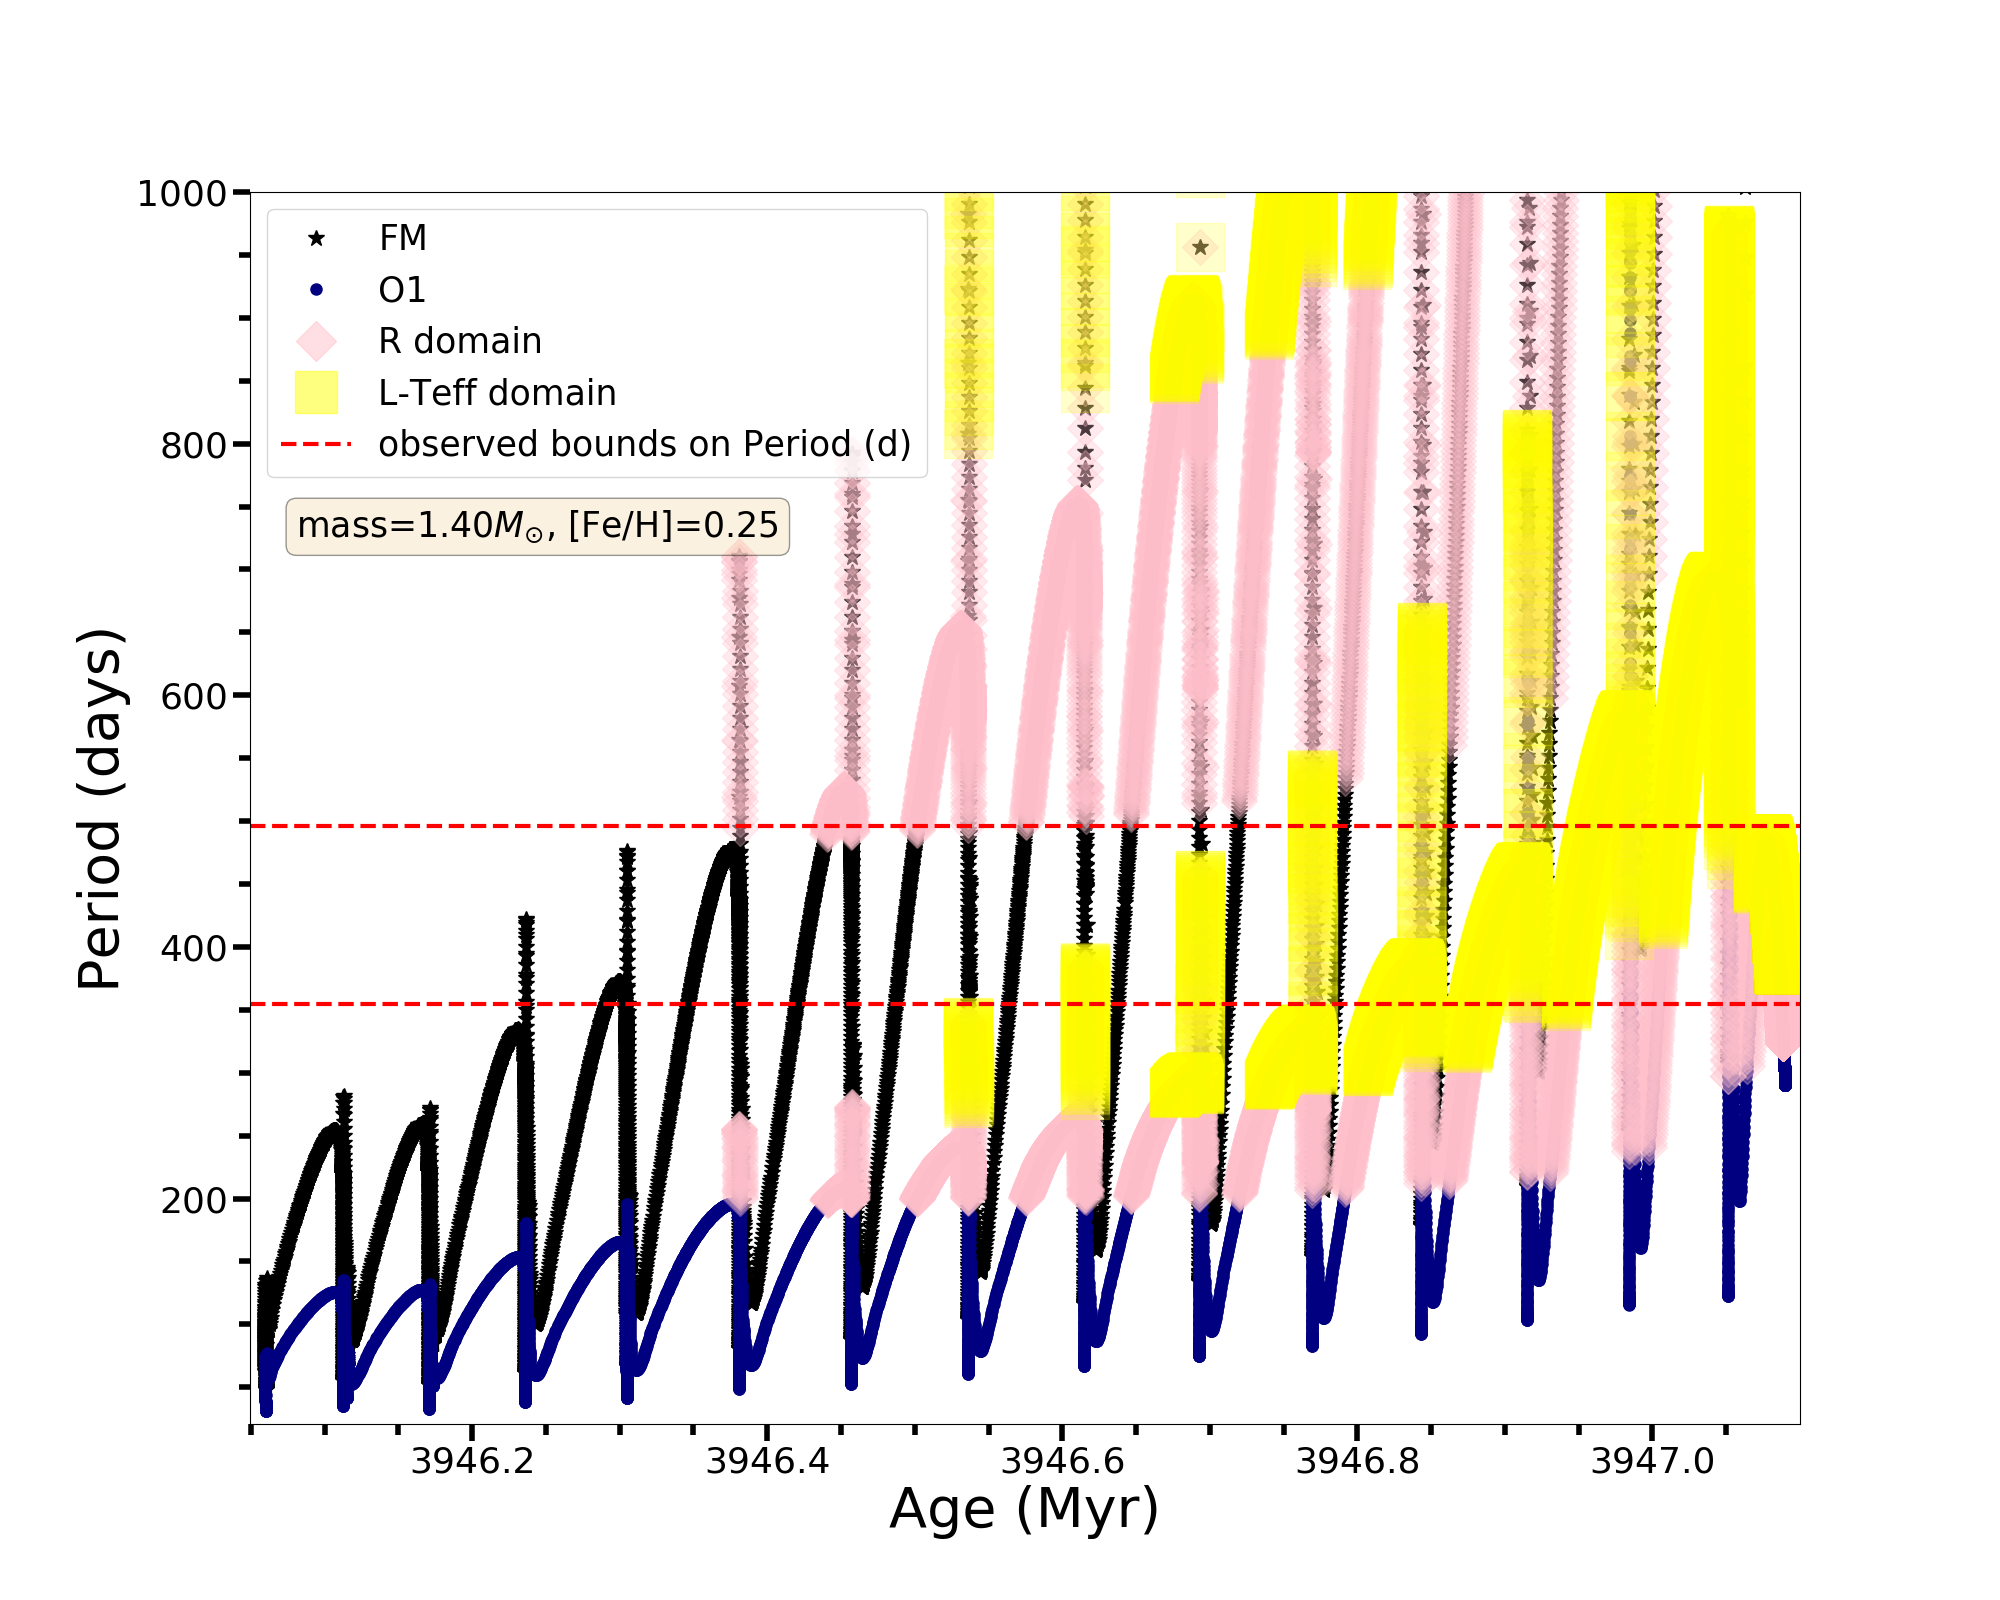 1000
800
600
400
200
Period (days)
FM
O1
R domain
L-Teff domain
observed bounds on Period (d)
mass=1.40M⊙, [Fe/H]=0.25
3946.2 3946.4 3946.6 3946.8 3947.0
Age (Myr)